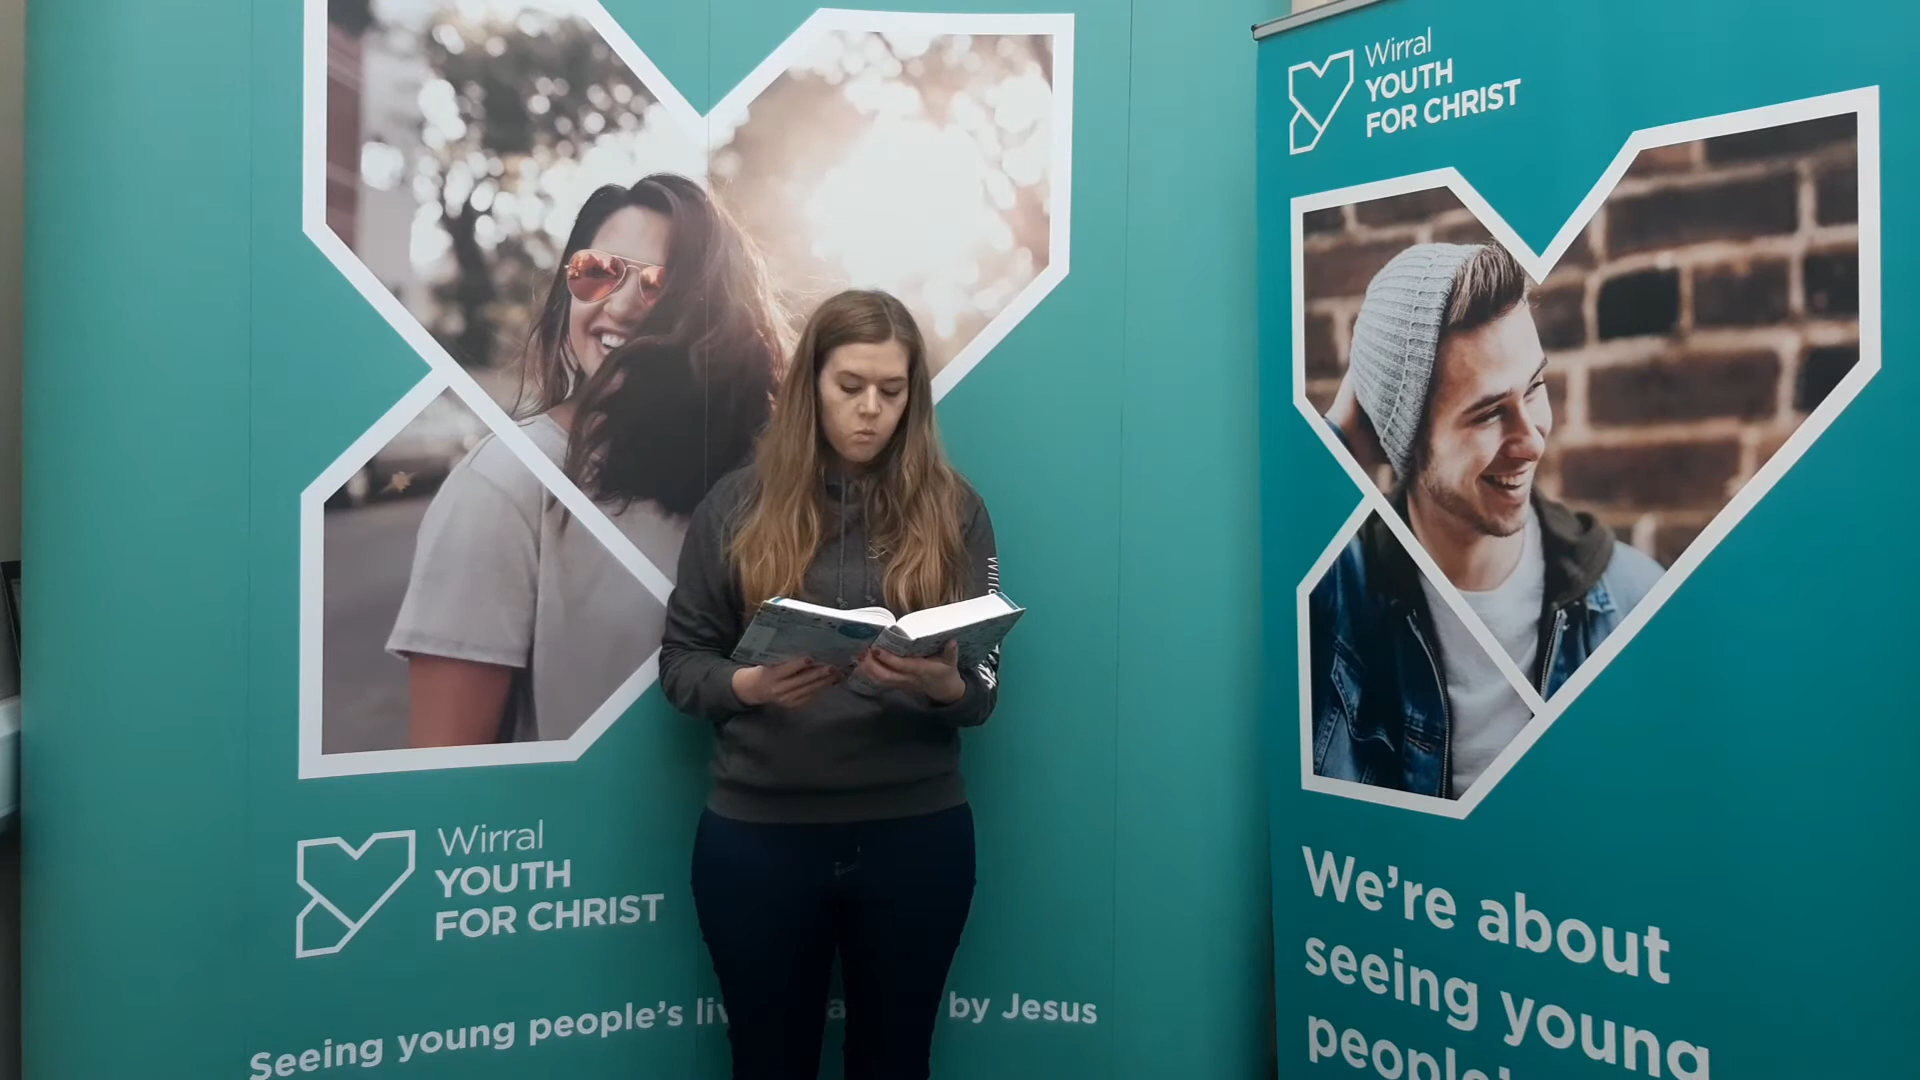 Wirral
YOUTH
FOR CHRIST
Seeing young people's by Jesus
Wirral
YOUTH
FOR CHRIST
We're about
seeing young